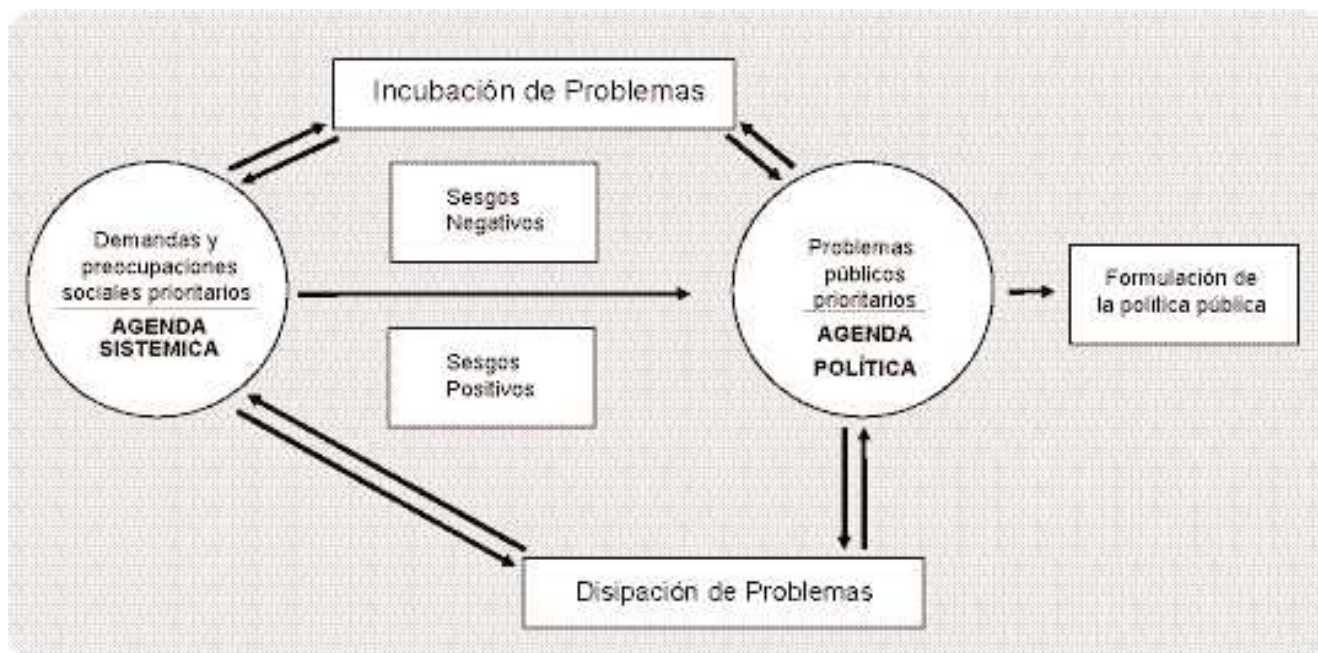 Incubación de Problemas
Sesgos
Negativos
Demandas y
preocupaciones
sociales prioritarios
AGENDA
SISTEMICA
Problemas
públicos
prioritarios
AGENDA
POLÍTICA
Formulación de
la política pública
Sesgos
Positivos
Disipación de Problemas